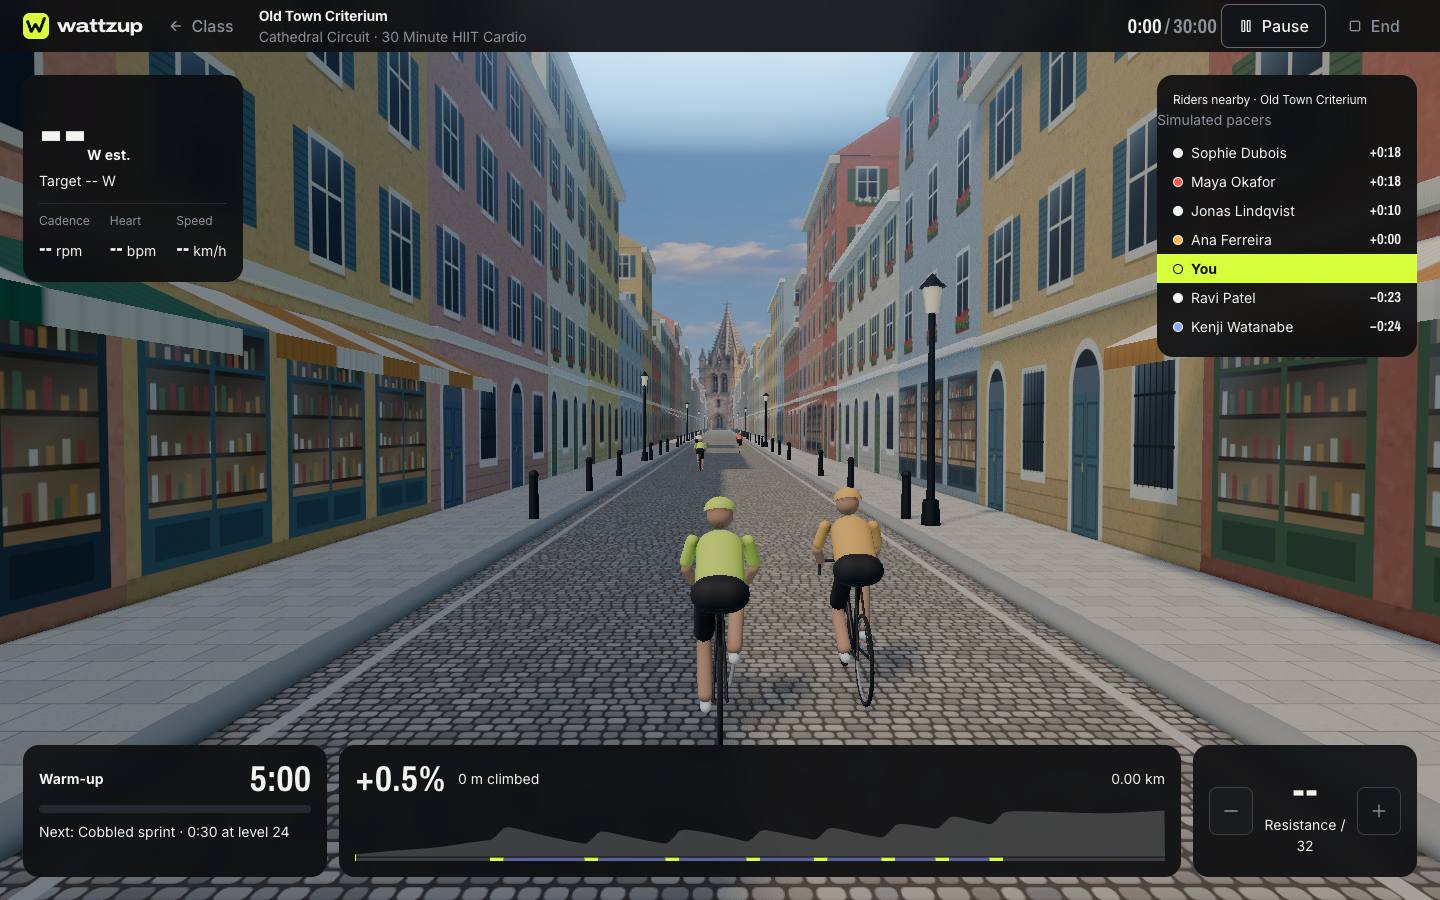 wattzup
← Class
Old Town Criterium
Cathedral Circuit · 30 Minute HIIT Cardio
0:00 / 30:00
Pause
End
-- W est.
Target -- W
Cadence Heart Speed
-- rpm -- bpm -- km/h
Riders nearby · Old Town Criterium
Simulated pacers
Sophie Dubois +0:18
Maya Okafor +0:18
Jonas Lindqvist +0:10
Ana Ferreira +0:00
You
Ravi Patel −0:23
Kenji Watanabe −0:24
Warm-up 5:00
Next: Cobbled sprint · 0:30 at level 24
+0.5% 0 m climbed 0.00 km
−
--
+
Resistance /
32